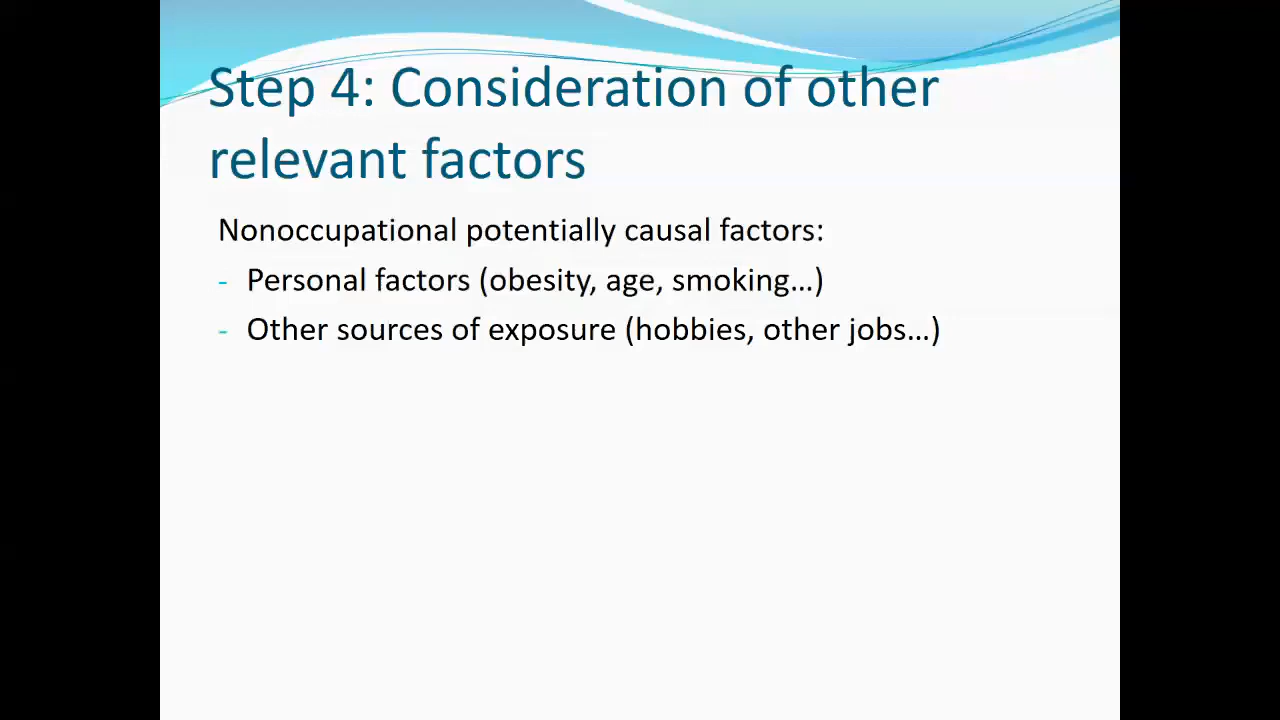 Step 4: Consideration of other
relevant factors
Nonoccupational potentially causal factors:
- Personal factors (obesity, age, smoking…)
- Other sources of exposure (hobbies, other jobs…)